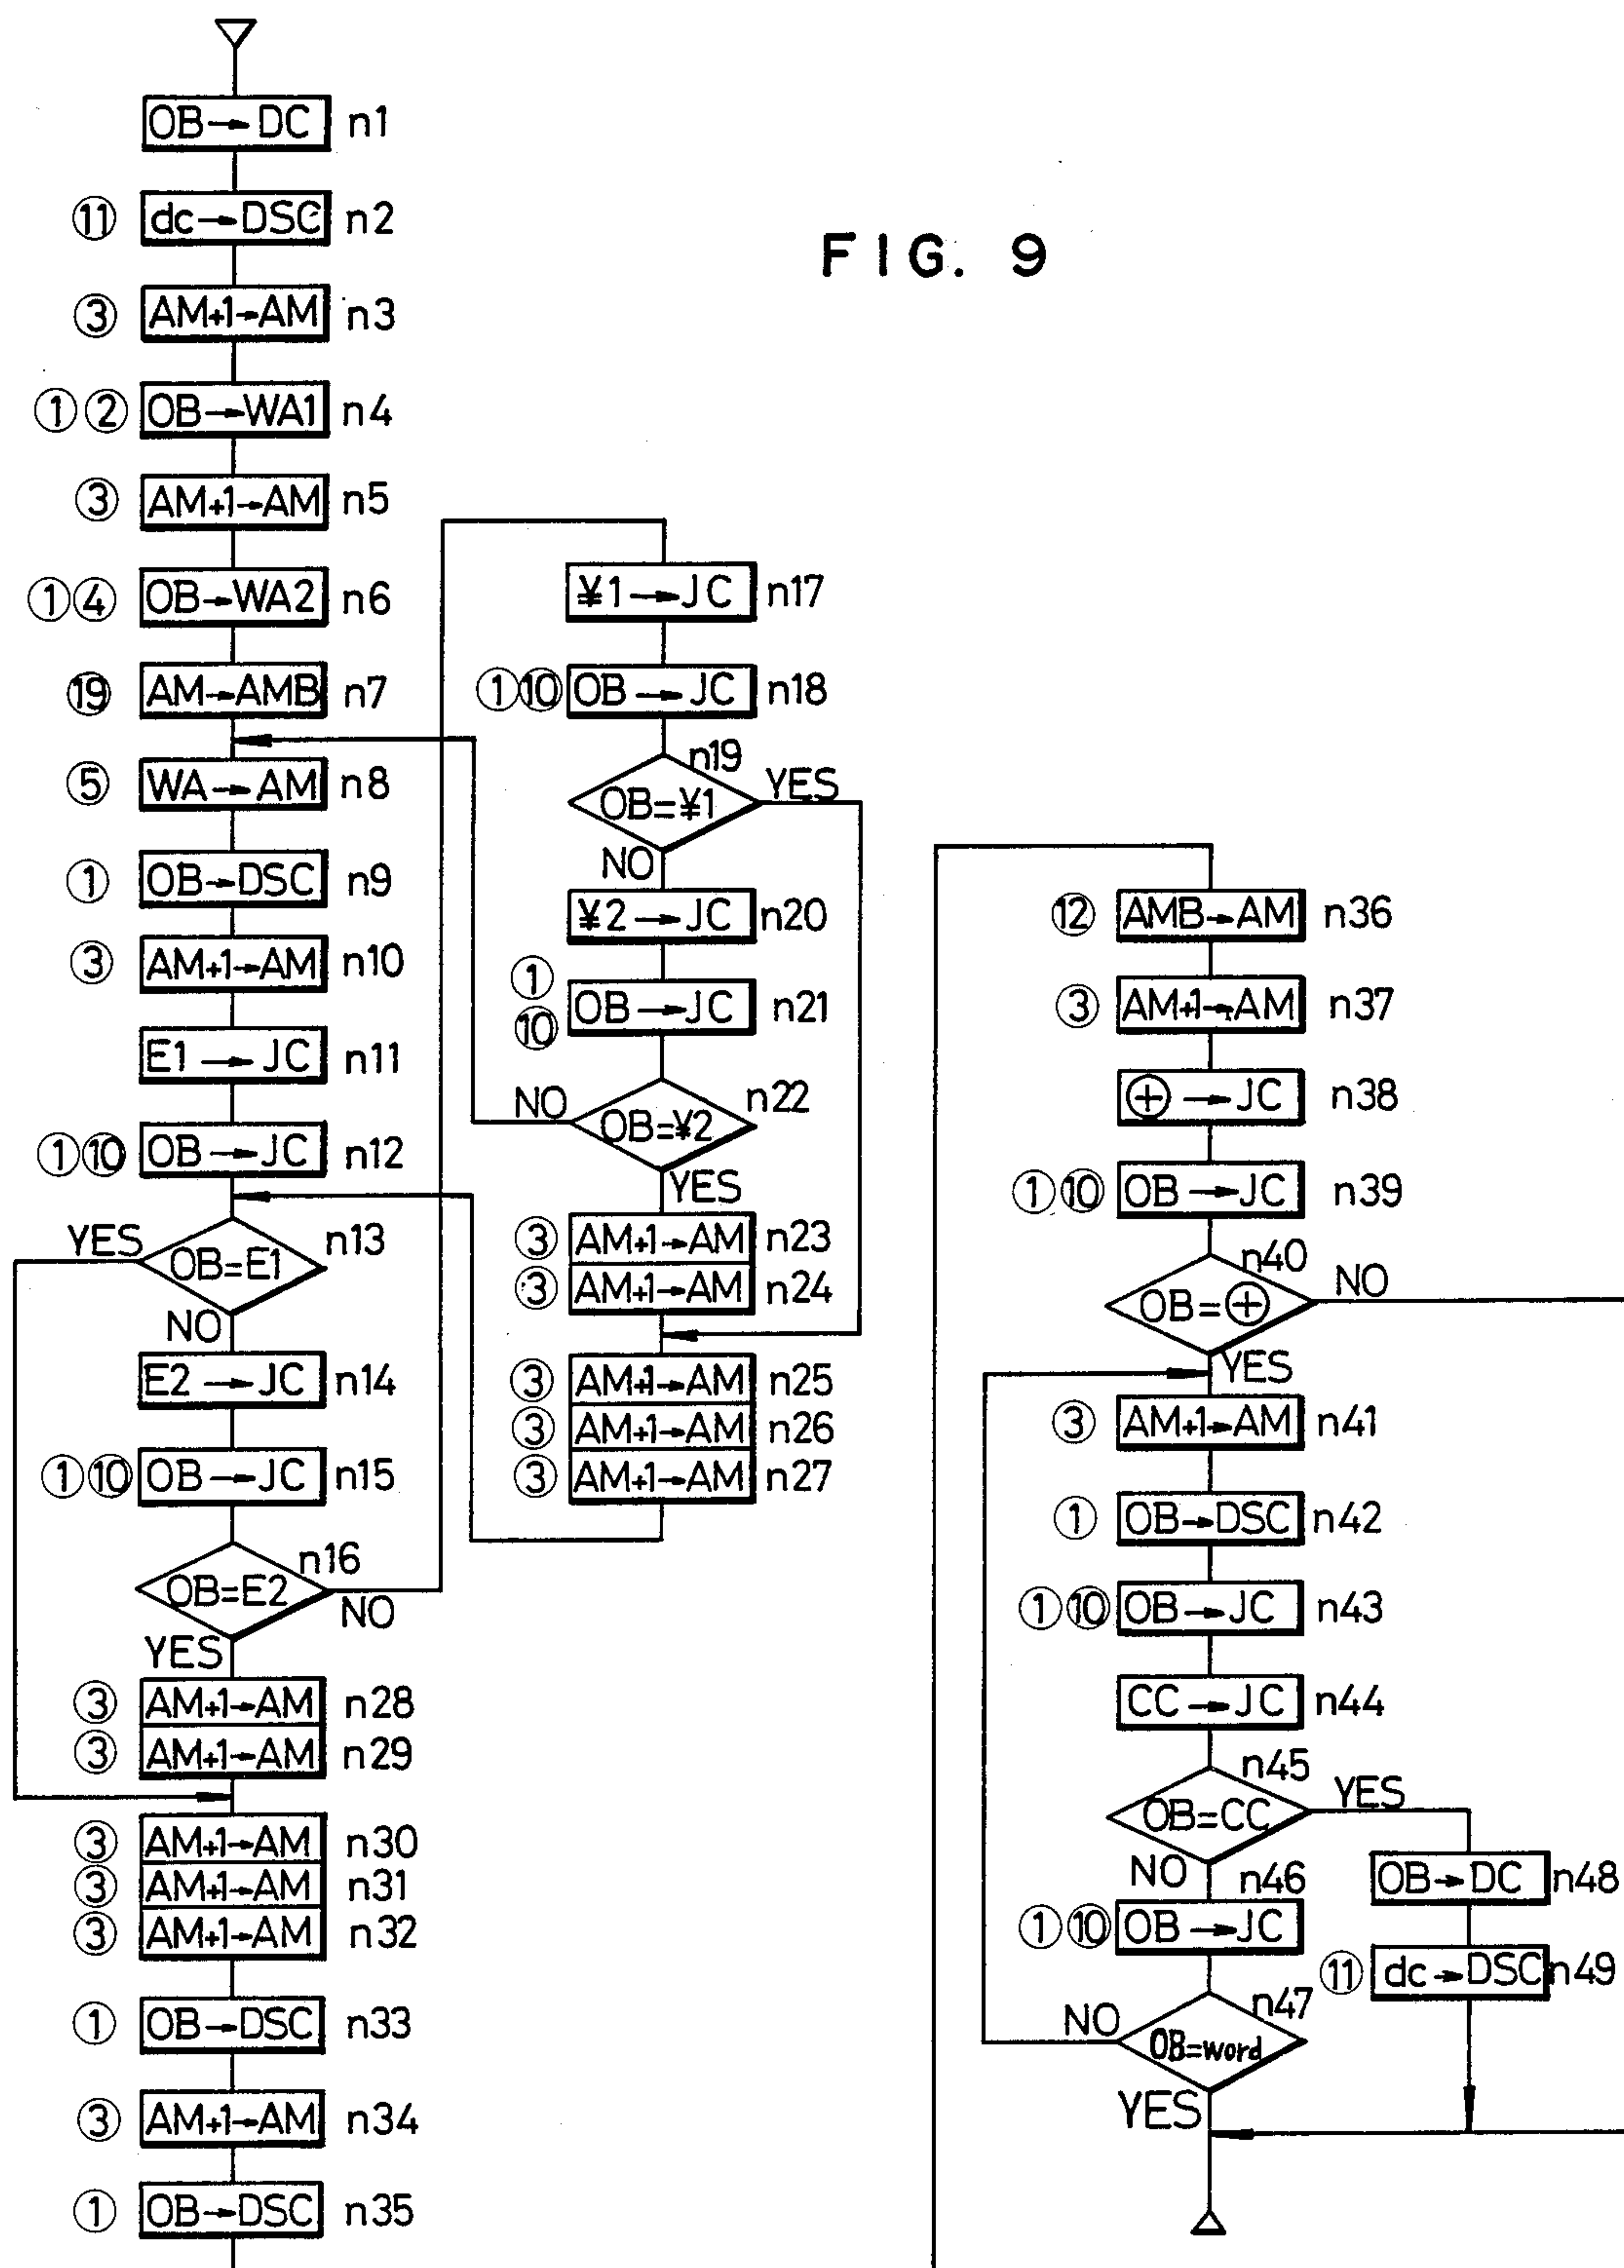 FIG. 9
OB→DC n1
⑪ dc→DSC n2
③ AM+1→AM n3
①② OB→WA1 n4
③ AM+1→AM n5
①④ OB→WA2 n6
⑲ AM→AMB n7
⑤ WA→AM n8
① OB→DSC n9
③ AM+1→AM n10
E1→JC n11
①⑩ OB→JC n12
OB=E1 n13
YES
NO
E2→JC n14
①⑩ OB→JC n15
OB=E2 n16
NO
YES
¥1→JC n17
①⑩ OB→JC n18
OB=¥1 n19
YES
NO
¥2→JC n20
①⑩ OB→JC n21
OB=¥2 n22
NO
YES
③ AM+1→AM n23
③ AM+1→AM n24
③ AM+1→AM n25
③ AM+1→AM n26
③ AM+1→AM n27
③ AM+1→AM n28
③ AM+1→AM n29
③ AM+1→AM n30
③ AM+1→AM n31
③ AM+1→AM n32
① OB→DSC n33
③ AM+1→AM n34
① OB→DSC n35
⑫ AMB→AM n36
③ AM+1→AM n37
⊕→JC n38
①⑩ OB→JC n39
OB=⊕ n40
NO
YES
③ AM+1→AM n41
① OB→DSC n42
①⑩ OB→JC n43
CC→JC n44
OB=CC n45
YES
NO
①⑩ OB→JC n46
OB=word n47
NO
YES
OB→DC n48
⑪ dc→DSC n49